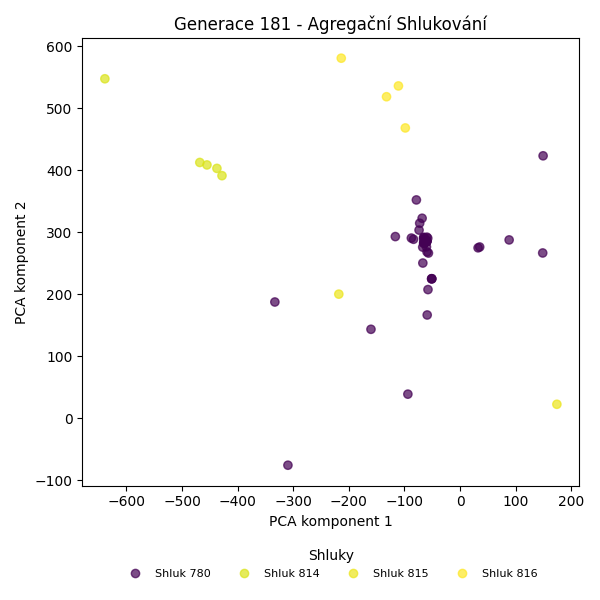 Generace 181 - Agregační Shlukování
600
500
400
300
200
100
0
−100
PCA komponent 2
−600 −500 −400 −300 −200 −100 0 100 200
PCA komponent 1
Shluky
Shluk 780 Shluk 814 Shluk 815 Shluk 816